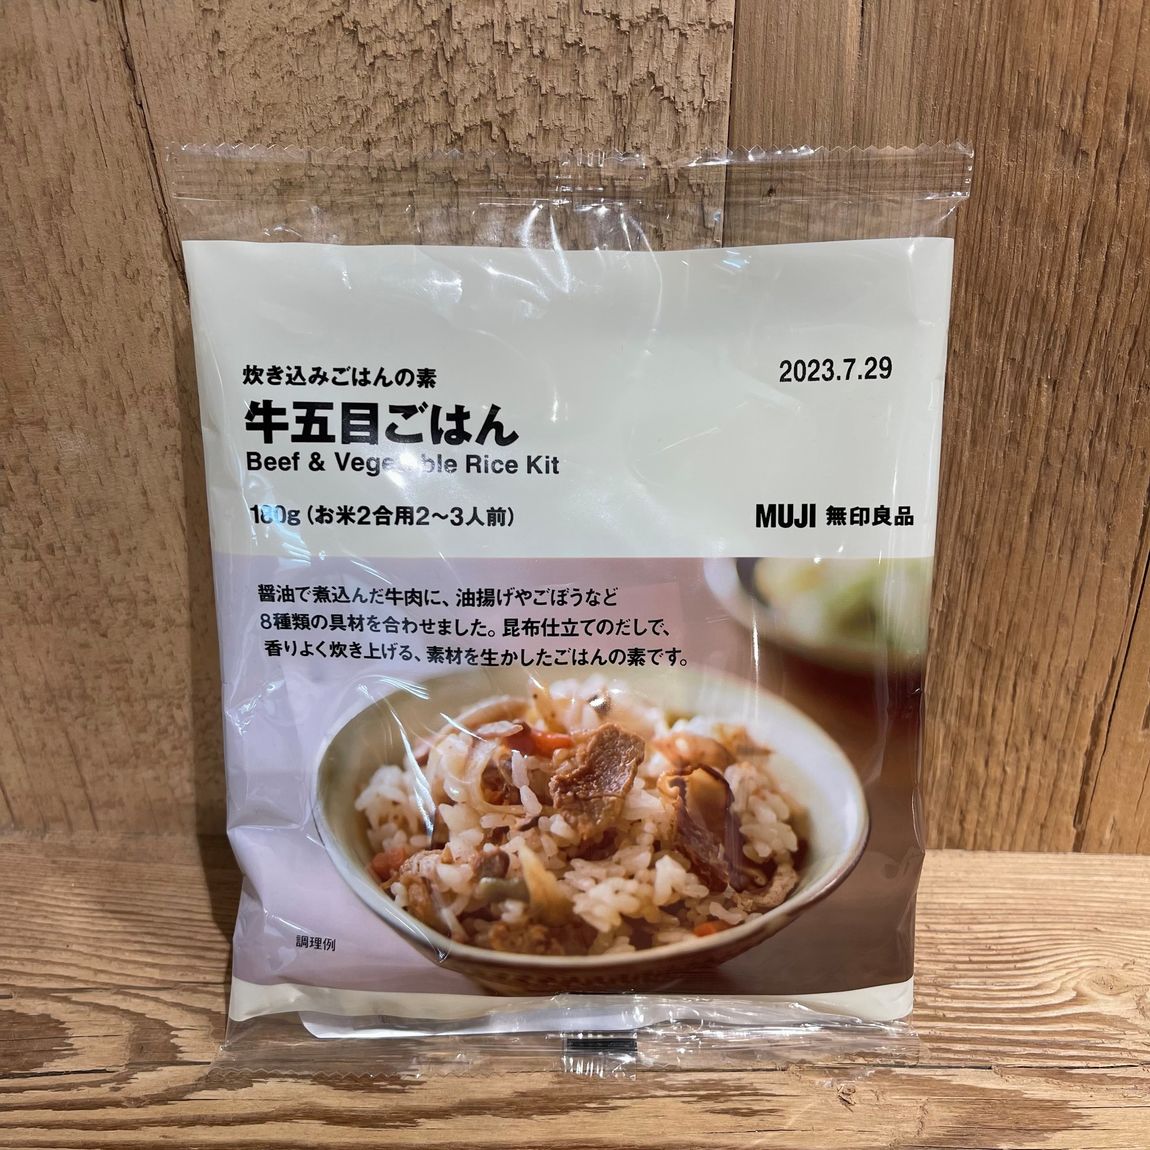 炊き込みごはんの素
2023.7.29
牛五目ごはん
Beef & Vegetable Rice Kit
180g（お米2合用2〜3人前）
MUJI 無印良品
醤油で煮込んだ牛肉に、油揚げやごぼうなど
8種類の具材を合わせました。昆布仕立てのだしで、
香りよく炊き上げる、素材を生かしたごはんの素です。
調理例